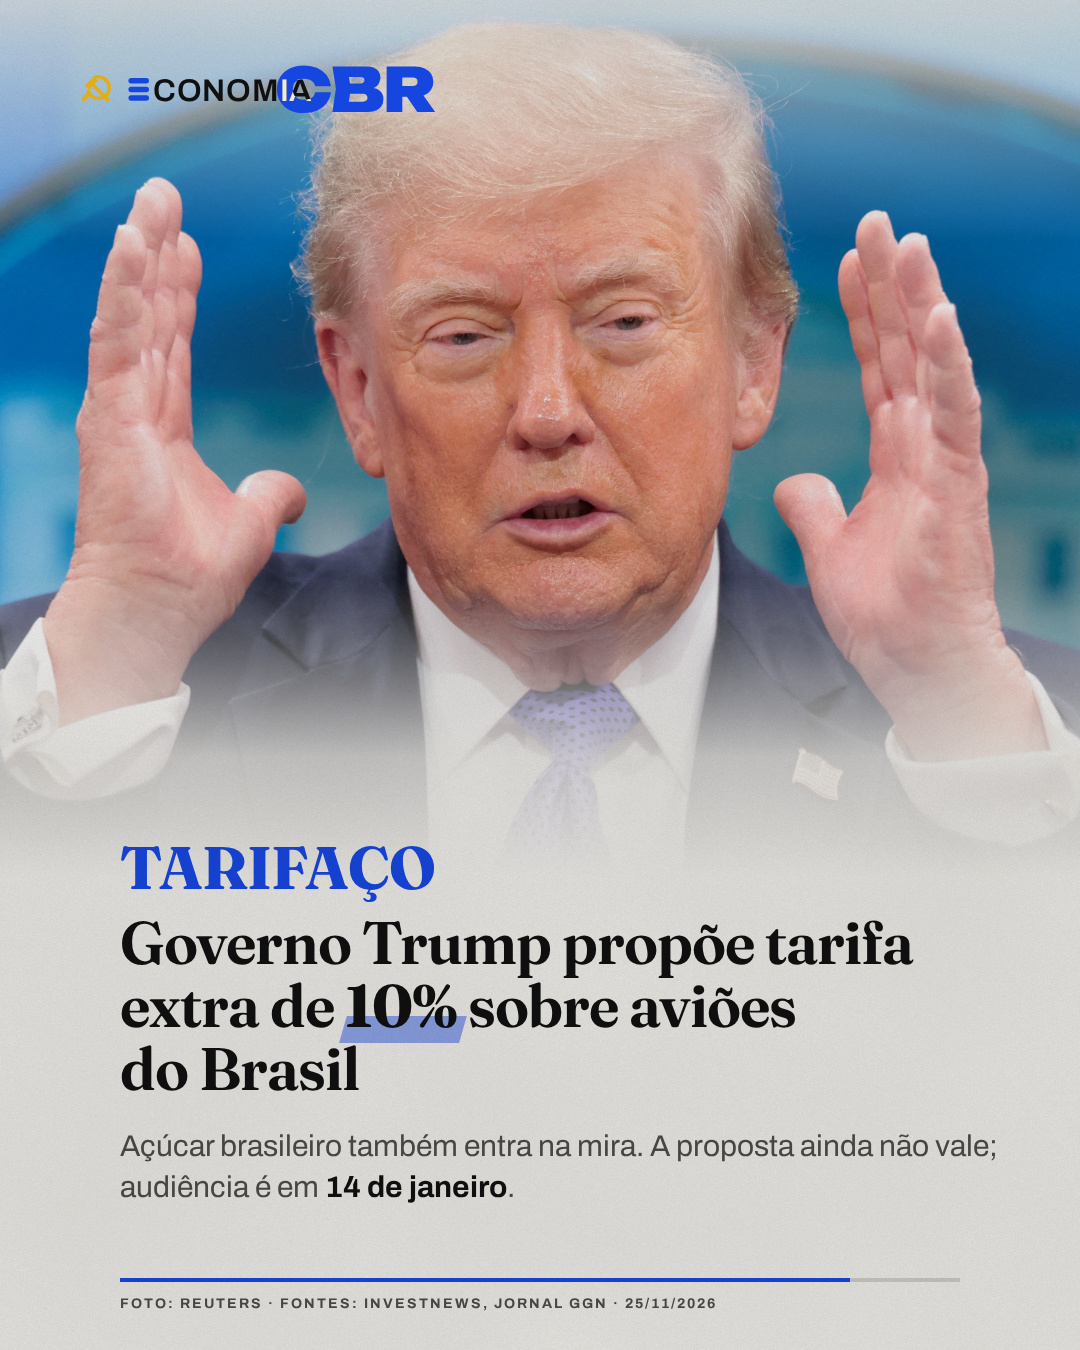 ECONOMIA CBR
TARIFAÇO
Governo Trump propõe tarifa
extra de 10% sobre aviões
do Brasil
Açúcar brasileiro também entra na mira. A proposta ainda não vale;
audiência é em 14 de janeiro.
FOTO: REUTERS · FONTES: INVESTNEWS, JORNAL GGN · 25/11/2026